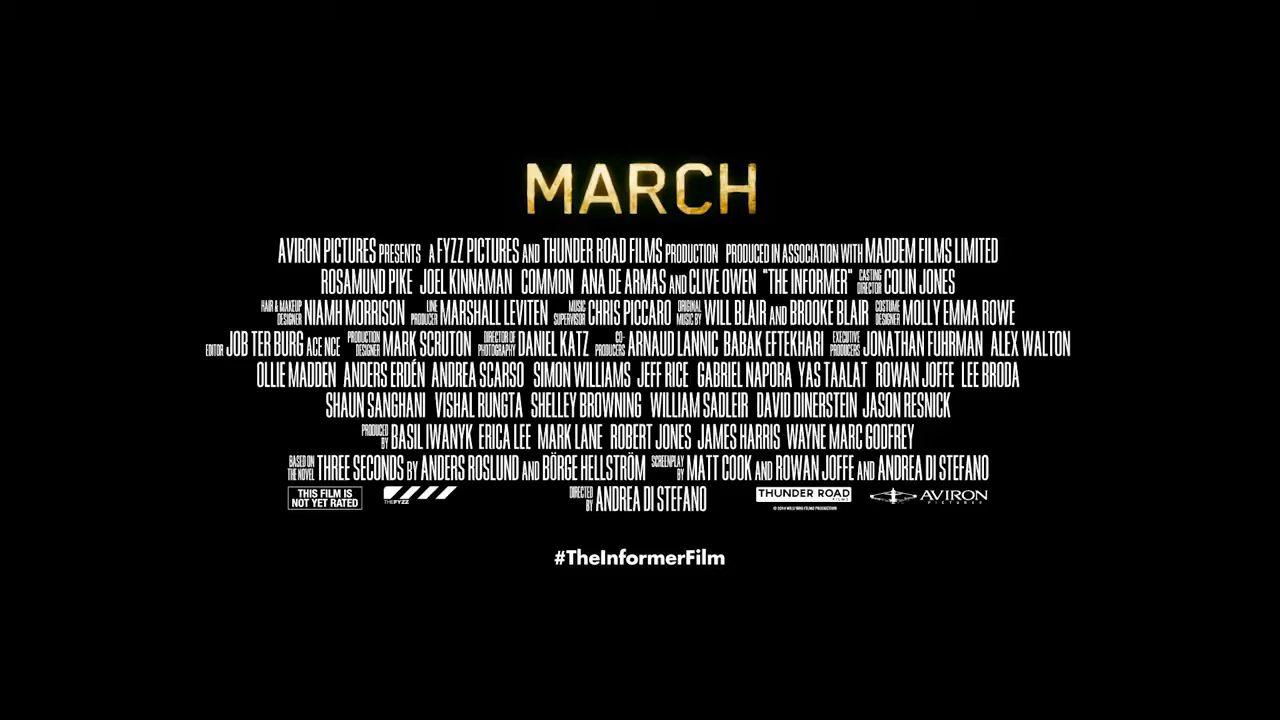 MARCH
AVIRON PICTURES PRESENTS A FYZZ PICTURES AND THUNDER ROAD FILMS PRODUCTION PRODUCED IN ASSOCIATION WITH MADDEM FILMS LIMITED
ROSAMUND PIKE JOEL KINNAMAN COMMON ANA DE ARMAS AND CLIVE OWEN "THE INFORMER" CASTING DIRECTOR COLIN JONES
HAIR & MAKEUP DESIGNER NIAMH MORRISON LINE PRODUCER MARSHALL LEVITEN MUSIC SUPERVISOR CHRIS PICCARO ORIGINAL MUSIC BY WILL BLAIR AND BROOKE BLAIR COSTUME DESIGNER MOLLY EMMA ROWE
EDITOR JOB TER BURG ACE NCE PRODUCTION DESIGNER MARK SCRUTON DIRECTOR OF PHOTOGRAPHY DANIEL KATZ CO-PRODUCERS ARNAUD LANNIC BABAK EFTEKHARI EXECUTIVE PRODUCERS JONATHAN FUHRMAN ALEX WALTON
OLLIE MADDEN ANDERS ERDÉN ANDREA SCARSO SIMON WILLIAMS JEFF RICE GABRIEL NAPORA YAS TAALAT ROWAN JOFFE LEE BRODA
SHAUN SANGHANI VISHAL RUNGTA SHELLEY BROWNING WILLIAM SADLEIR DAVID DINERSTEIN JASON RESNICK
PRODUCED BY BASIL IWANYK ERICA LEE MARK LANE ROBERT JONES JAMES HARRIS WAYNE MARC GODFREY
BASED ON THE NOVEL THREE SECONDS BY ANDERS ROSLUND AND BÖRGE HELLSTRÖM SCREENPLAY BY MATT COOK AND ROWAN JOFFE AND ANDREA DI STEFANO
THIS FILM IS NOT YET RATED THEFYZZ DIRECTED BY ANDREA DI STEFANO THUNDER ROAD FILMS AVIRON PICTURES
#TheInformerFilm